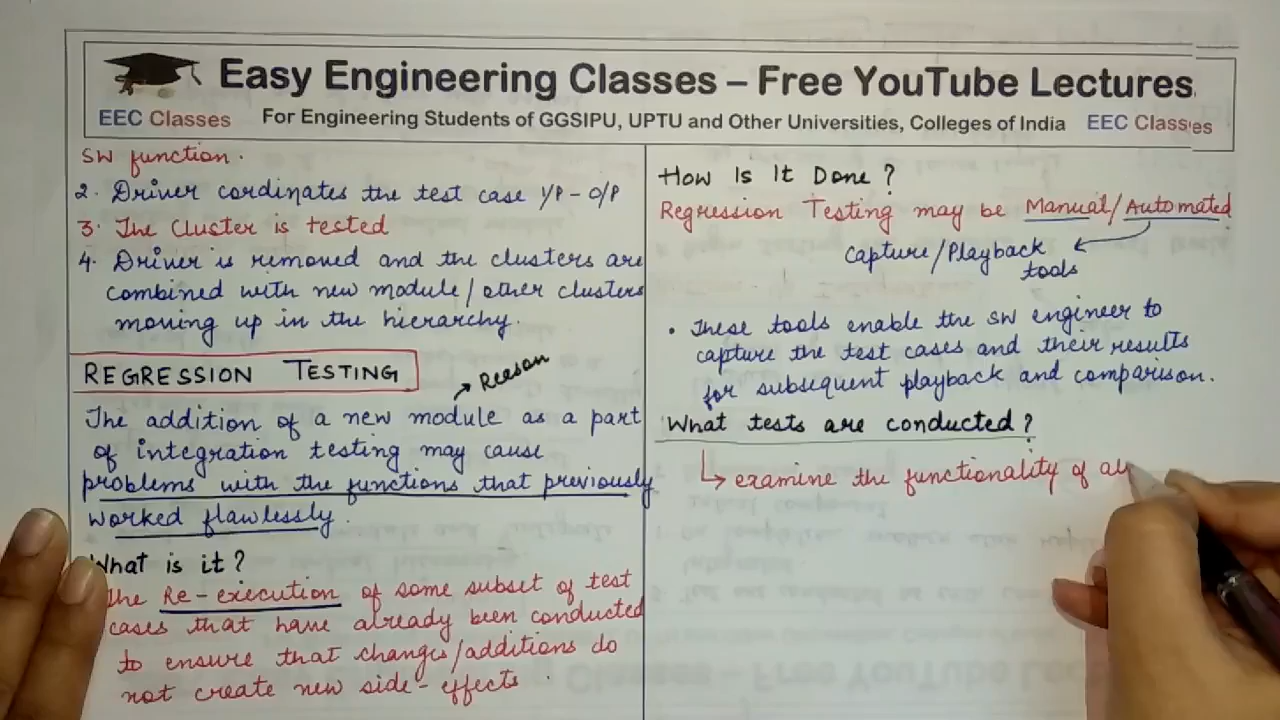 Easy Engineering Classes – Free YouTube Lectures
EEC Classes For Engineering Students of GGSIPU, UPTU and Other Universities, Colleges of India EEC Classes
SW function.
2. Driver cordinates the test case I/P - O/P
3. The Cluster is tested
4. Driver is removed and the clusters are
combined with new module/other clusters
moving up in the hierarchy.
REGRESSION TESTING
Reason
The addition of a new module as a part
of integration testing may cause
problems with the functions that previously
worked flawlessly.
What is it?
The Re-execution of some subset of test
cases that have already been conducted
to ensure that changes/additions do
not create new side-effects.
How Is It Done?
Regression Testing may be Manual/Automated
Capture/Playback
tools
• These tools enable the SW engineer to
capture the test cases and their results
for subsequent playback and comparison.
What tests are conducted?
examine the functionality of